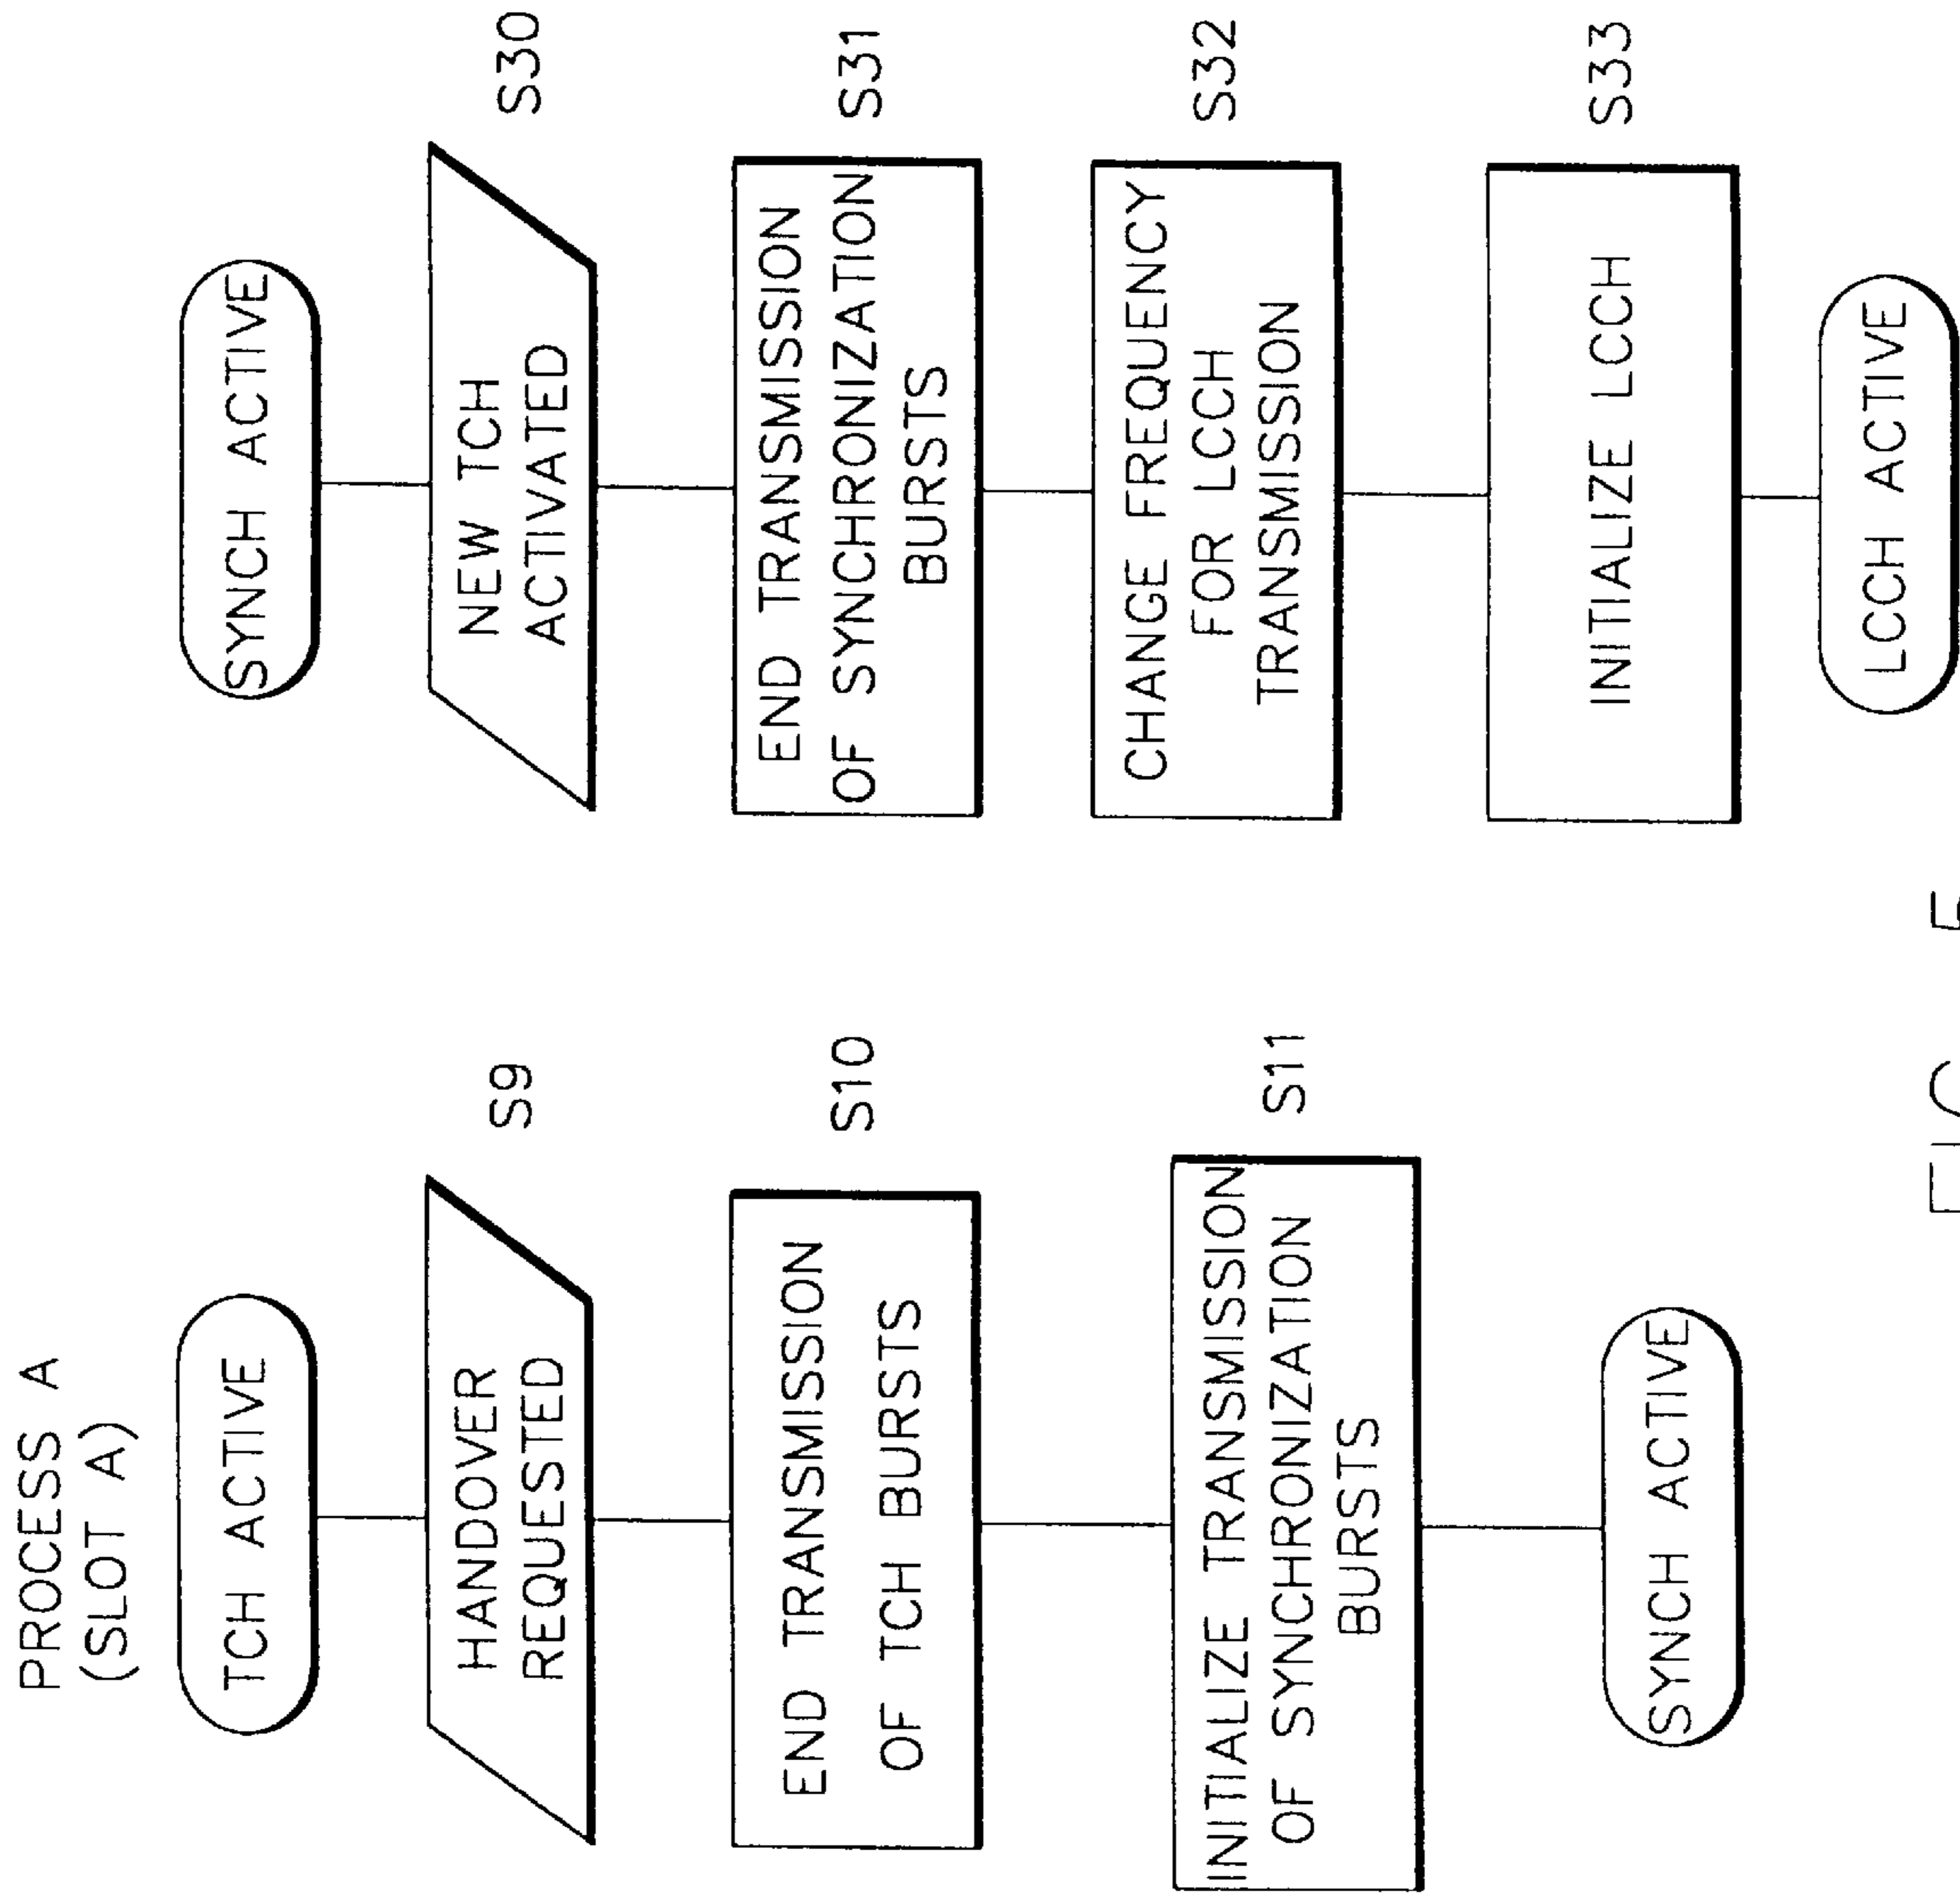 PROCESS A
(SLOT A)
TCH ACTIVE
HANDOVER
REQUESTED
S9
END TRANSMISSION
OF TCH BURSTS
S10
INITIALIZE TRANSMISSION
OF SYNCHRONIZATION
BURSTS
S11
SYNCH ACTIVE
SYNCH ACTIVE
NEW TCH
ACTIVATED
S30
END TRANSMISSION
OF SYNCHRONIZATION
BURSTS
S31
CHANGE FREQUENCY
FOR LCCH
TRANSMISSION
S32
INITIALIZE LCCH
S33
LCCH ACTIVE